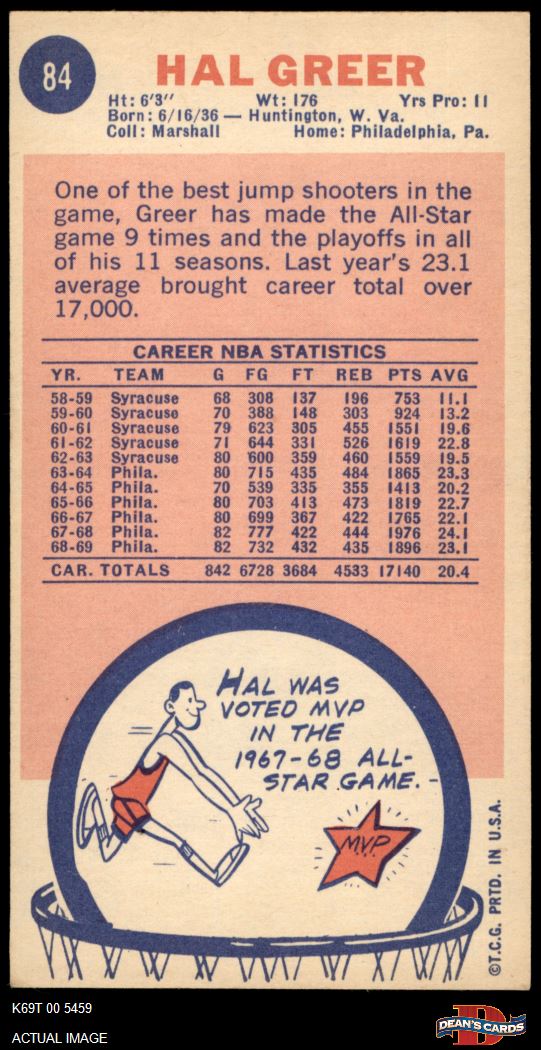 84
HAL GREER
Ht: 6'3" Wt: 176 Yrs Pro: 11
Born: 6/16/36 — Huntington, W. Va.
Coll: Marshall Home: Philadelphia, Pa.
One of the best jump shooters in the
game, Greer has made the All-Star
game 9 times and the playoffs in all
of his 11 seasons. Last year's 23.1
average brought career total over
17,000.
CAREER NBA STATISTICS
YR. TEAM G FG FT REB PTS AVG
58-59 Syracuse 68 308 137 196 753 11.1
59-60 Syracuse 70 388 148 303 924 13.2
60-61 Syracuse 79 623 305 455 1551 19.6
61-62 Syracuse 71 644 331 526 1619 22.8
62-63 Syracuse 80 600 359 460 1559 19.5
63-64 Phila. 80 715 435 484 1865 23.3
64-65 Phila. 70 539 335 355 1413 20.2
65-66 Phila. 80 703 413 473 1819 22.7
66-67 Phila. 80 699 367 422 1765 22.1
67-68 Phila. 82 777 422 444 1976 24.1
68-69 Phila. 82 732 432 435 1896 23.1
CAR. TOTALS 842 6728 3684 4533 17140 20.4
HAL WAS
VOTED MVP
IN THE
1967-68 ALL-
STAR GAME.-
MVP
©T.C.G. PRTD. IN U.S.A.
K69T 00 5459
ACTUAL IMAGE
D
DEAN'S CARDS